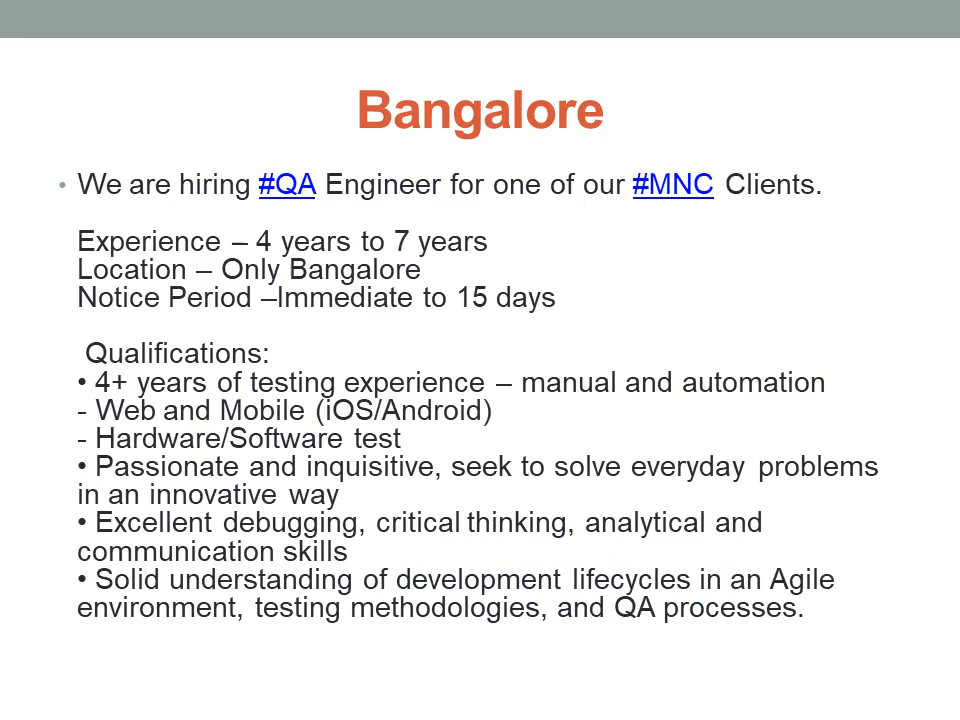 Bangalore
• We are hiring #QA Engineer for one of our #MNC Clients.
Experience – 4 years to 7 years
Location – Only Bangalore
Notice Period –Immediate to 15 days
Qualifications:
• 4+ years of testing experience – manual and automation
- Web and Mobile (iOS/Android)
- Hardware/Software test
• Passionate and inquisitive, seek to solve everyday problems
in an innovative way
• Excellent debugging, critical thinking, analytical and
communication skills
• Solid understanding of development lifecycles in an Agile
environment, testing methodologies, and QA processes.